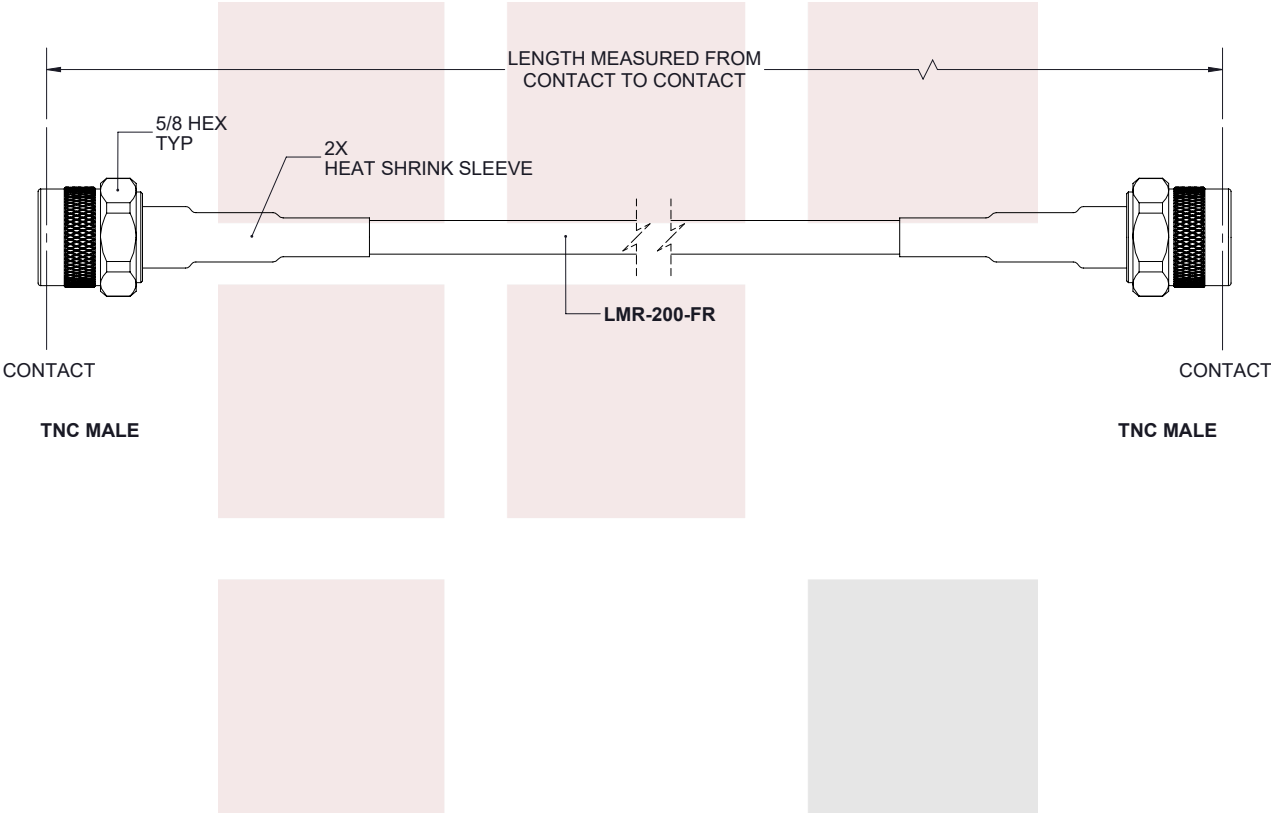 LENGTH MEASURED FROM
CONTACT TO CONTACT
5/8 HEX
TYP
2X
HEAT SHRINK SLEEVE
LMR-200-FR
CONTACT
CONTACT
TNC MALE
TNC MALE